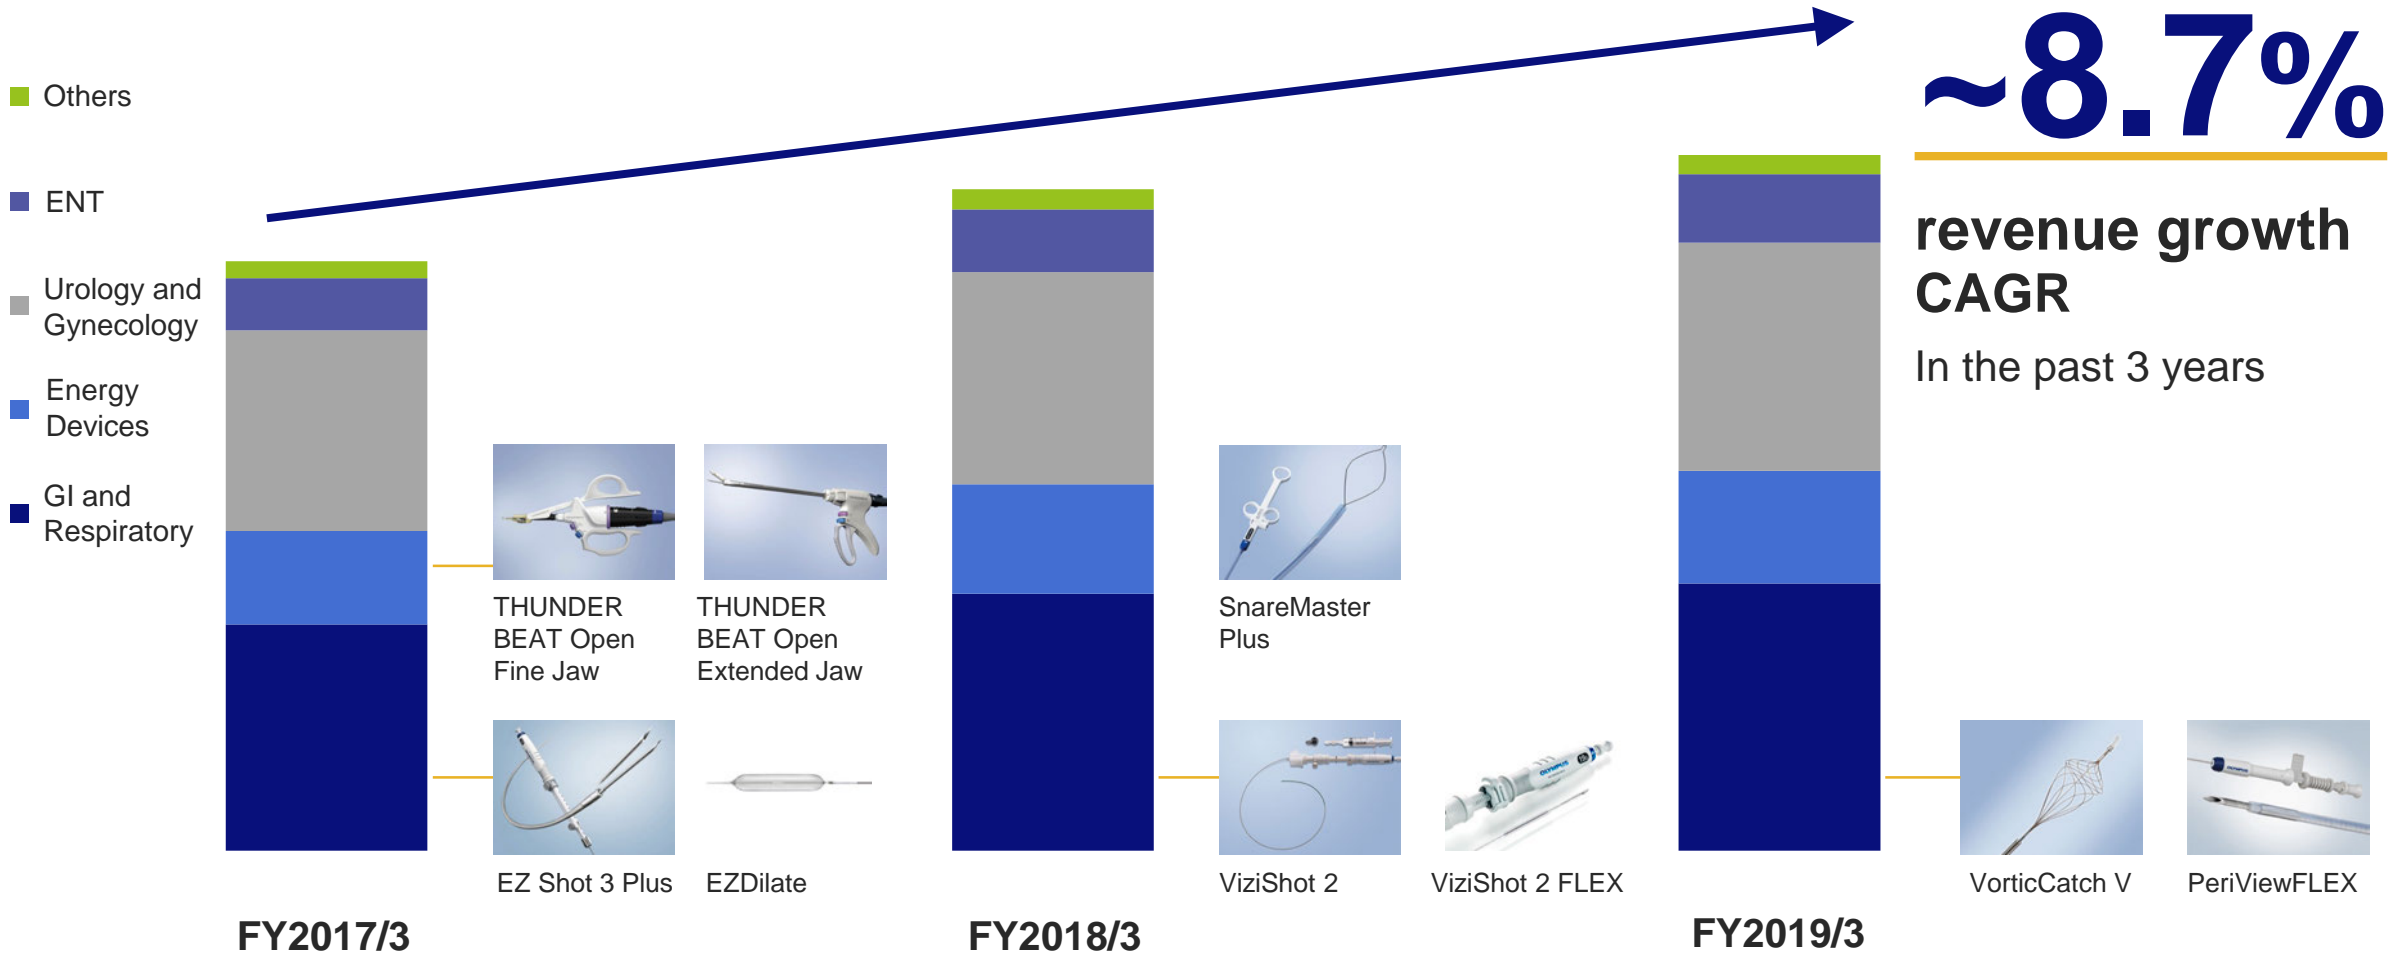 ~8.7%
revenue growth
CAGR
In the past 3 years
Others
ENT
Urology and
Gynecology
Energy
Devices
GI and
Respiratory
THUNDER
BEAT Open
Fine Jaw
THUNDER
BEAT Open
Extended Jaw
SnareMaster
Plus
OLYMPUS
EZ Shot 3 Plus
EZDilate
ViziShot 2
ViziShot 2 FLEX
VorticCatch V
PeriViewFLEX
FY2017/3
FY2018/3
FY2019/3